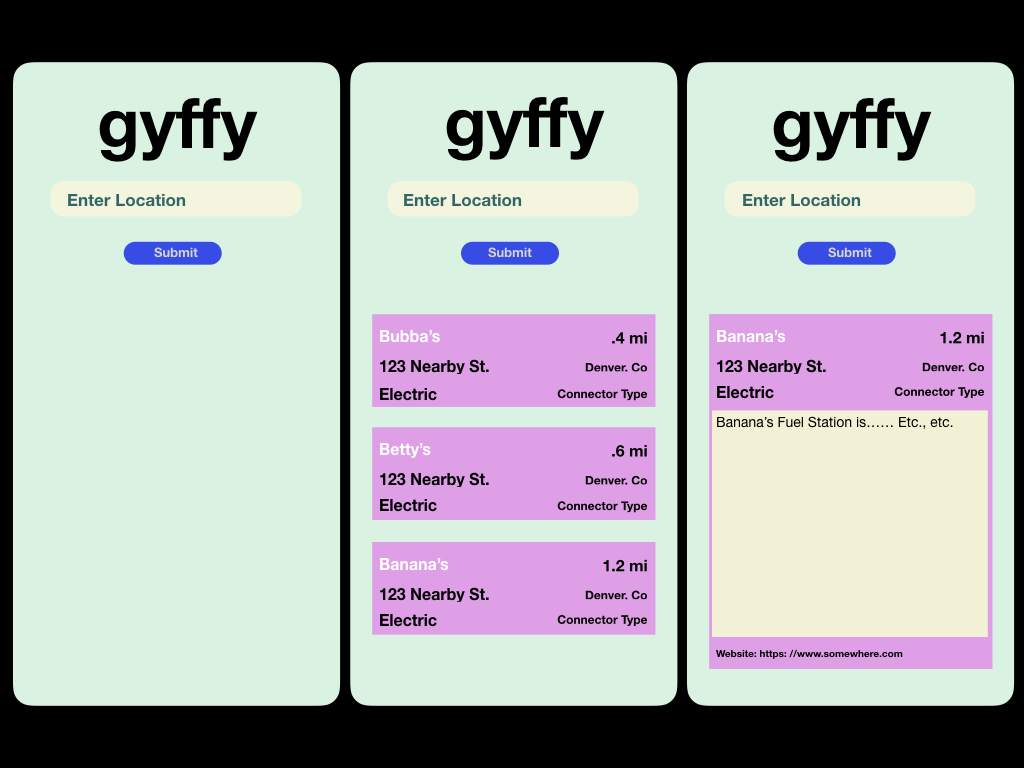 gyffy
Enter Location
Submit
gyffy
Enter Location
Submit
Bubba's .4 mi
123 Nearby St. Denver. Co
Electric Connector Type
Betty's .6 mi
123 Nearby St. Denver. Co
Electric Connector Type
Banana's 1.2 mi
123 Nearby St. Denver. Co
Electric Connector Type
gyffy
Enter Location
Submit
Banana's 1.2 mi
123 Nearby St. Denver. Co
Electric Connector Type
Banana's Fuel Station is...... Etc., etc.
Website: https: //www.somewhere.com